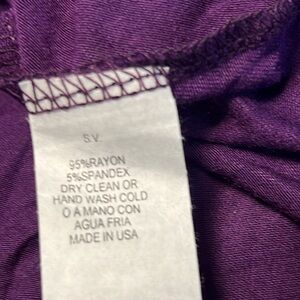 S.V.
95%RAYON
5%SPANDEX
DRY CLEAN OR
HAND WASH COLD
O A MANO CON
AGUA FRIA
MADE IN USA